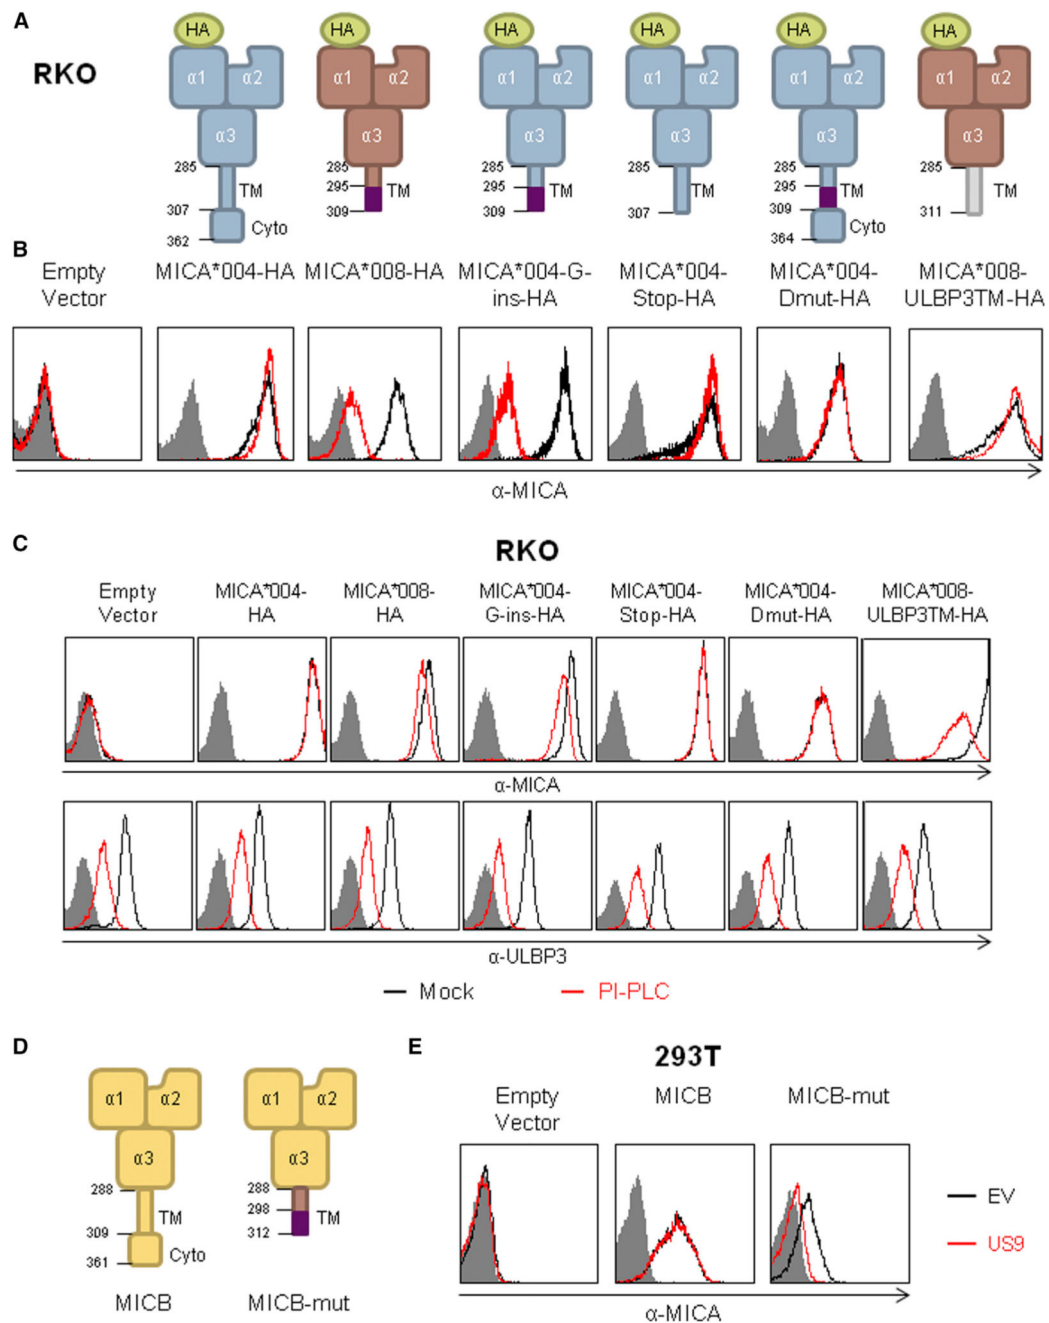 A
RKO
HA HA HA HA HA HA
α1 α2 α1 α2 α1 α2 α1 α2 α1 α2 α1 α2
α3 α3 α3 α3 α3 α3
285 285 285 285 285 285
TM 295 TM 295 TM TM 295 TM TM
307 309 309 307 309 311
Cyto Cyto
362 364
B
Empty Vector
MICA*004-HA
MICA*008-HA
MICA*004-G-
ins-HA
MICA*004-
Stop-HA
MICA*004-
Dmut-HA
MICA*008-
ULBP3TM-HA
α-MICA
C
RKO
Empty
Vector
MICA*004-
HA
MICA*008-
HA
MICA*004-
G-ins-HA
MICA*004-
Stop-HA
MICA*004-
Dmut-HA
MICA*008-
ULBP3TM-HA
α-MICA
α-ULBP3
Mock PI-PLC
D
α1 α2 α1 α2
α3 α3
288 288
TM 298 TM
309 312
Cyto
361
MICB MICB-mut
E
293T
Empty
Vector
MICB
MICB-mut
EV
US9
α-MICA